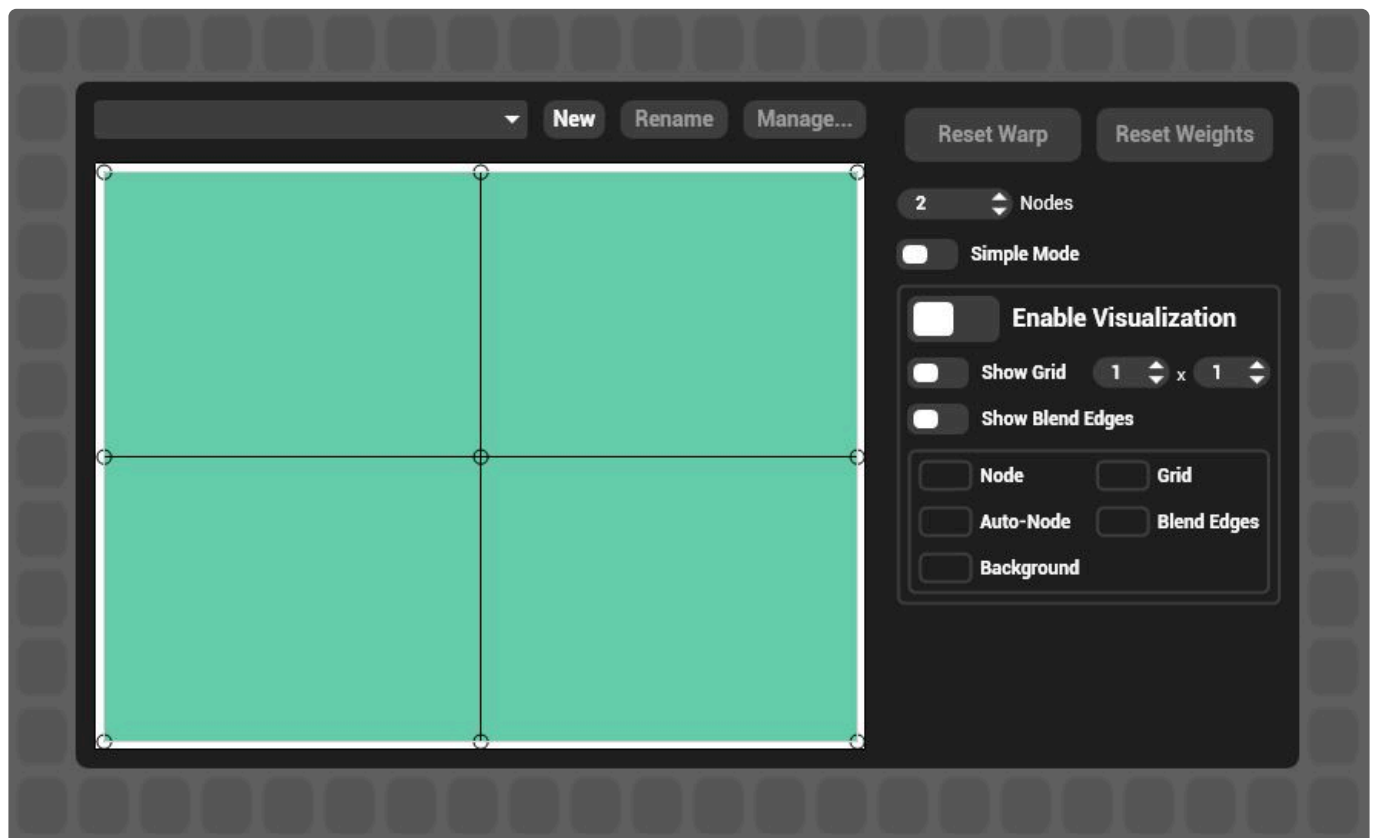 New Rename Manage...
Reset Warp Reset Weights
2 Nodes
Simple Mode
Enable Visualization
Show Grid 1 x 1
Show Blend Edges
Node Grid
Auto-Node Blend Edges
Background